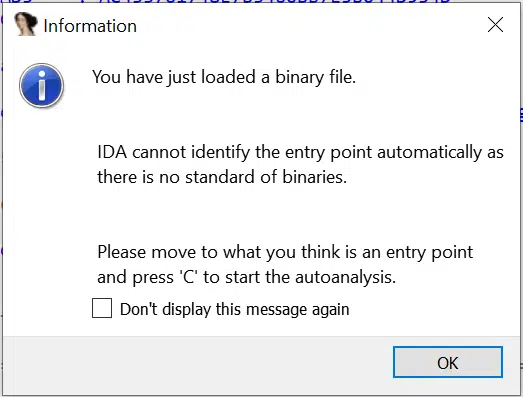 Information
You have just loaded a binary file.
IDA cannot identify the entry point automatically as
there is no standard of binaries.
Please move to what you think is an entry point
and press 'C' to start the autoanalysis.
Don't display this message again
OK